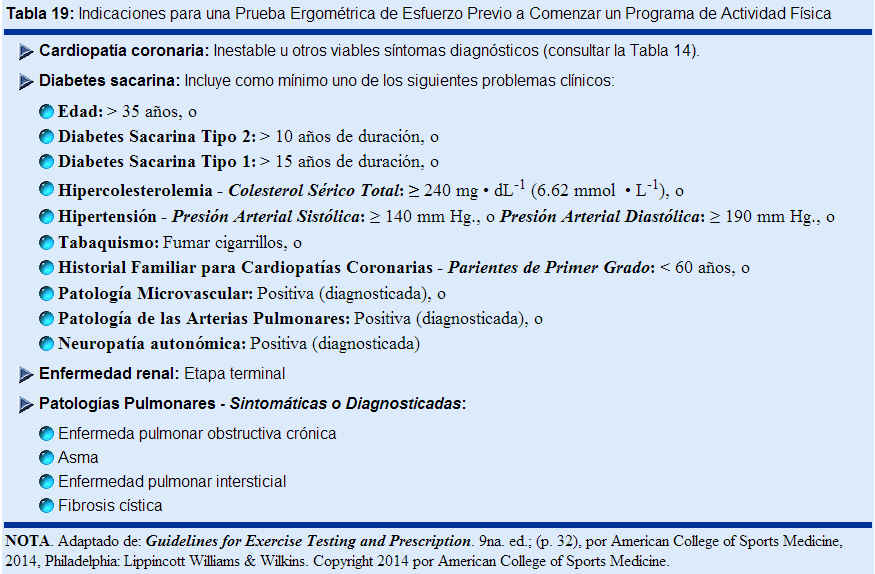 Tabla 19: Indicaciones para una Prueba Ergométrica de Esfuerzo Previo a Comenzar un Programa de Actividad Física
Cardiopatía coronaria: Inestable u otros viables síntomas diagnósticos (consultar la Tabla 14).
Diabetes sacarina: Incluye como mínimo uno de los siguientes problemas clínicos:
Edad: > 35 años, o
Diabetes Sacarina Tipo 2: > 10 años de duración, o
Diabetes Sacarina Tipo 1: > 15 años de duración, o
Hipercolesterolemia - Colesterol Sérico Total: ≥ 240 mg • dL-1 (6.62 mmol • L-1), o
Hipertensión - Presión Arterial Sistólica: ≥ 140 mm Hg., o Presión Arterial Diastólica: ≥ 190 mm Hg., o
Tabaquismo: Fumar cigarrillos, o
Historial Familiar para Cardiopatías Coronarias - Parientes de Primer Grado: < 60 años, o
Patología Microvascular: Positiva (diagnosticada), o
Patología de las Arterias Pulmonares: Positiva (diagnosticada), o
Neuropatía autonómica: Positiva (diagnosticada)
Enfermedad renal: Etapa terminal
Patologías Pulmonares - Sintomáticas o Diagnosticadas:
Enfermeda pulmonar obstructiva crónica
Asma
Enfermedad pulmonar intersticial
Fibrosis cística
NOTA. Adaptado de: Guidelines for Exercise Testing and Prescription. 9na. ed.; (p. 32), por American College of Sports Medicine,
2014, Philadelphia: Lippincott Williams & Wilkins. Copyright 2014 por American College of Sports Medicine.